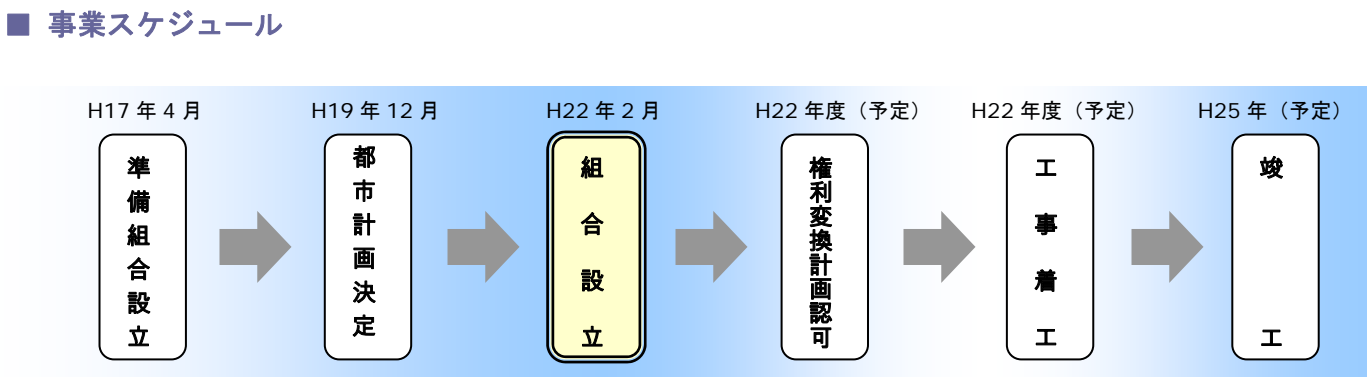 ■ 事業スケジュール
H17 年 4 月
H19 年 12 月
H22 年 2 月
H22 年度（予定）
H22 年度（予定）
H25 年（予定）
準備組合設立
都市計画決定
組合設立
権利変換計画認可
工事着工
竣工